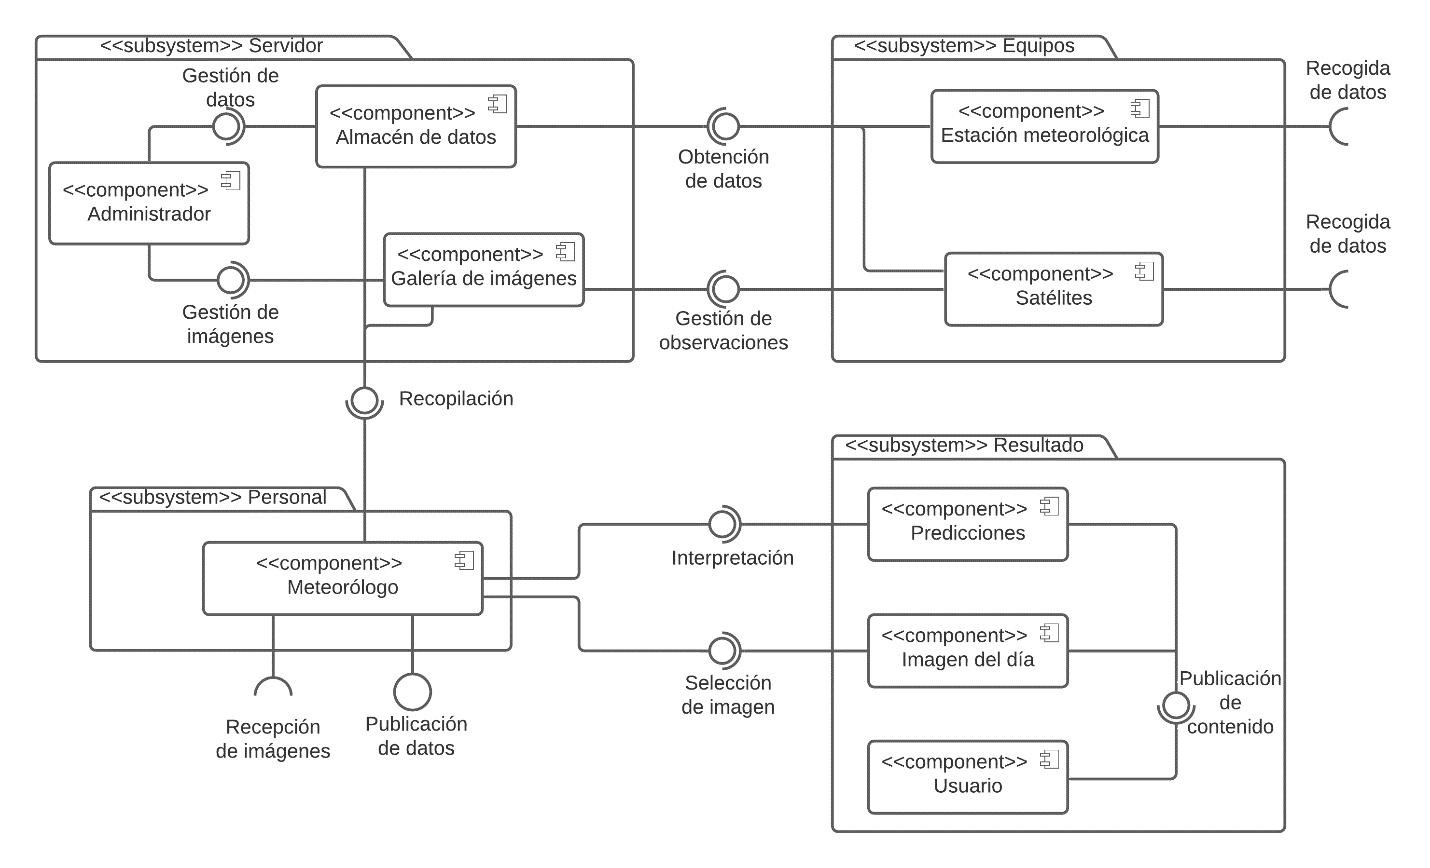 <<subsystem>> Servidor
Gestión de
datos
<<component>>
Almacén de datos
<<component>>
Administrador
<<component>>
Galería de imágenes
Gestión de
imágenes
Obtención
de datos
Gestión de
observaciones
<<subsystem>> Equipos
<<component>>
Estación meteorológica
<<component>>
Satélites
Recogida
de datos
Recogida
de datos
Recopilación
<<subsystem>> Personal
<<component>>
Meteorólogo
Recepción
de imágenes
Publicación
de datos
Interpretación
Selección
de imagen
<<subsystem>> Resultado
<<component>>
Predicciones
<<component>>
Imagen del día
<<component>>
Usuario
Publicación
de
contenido